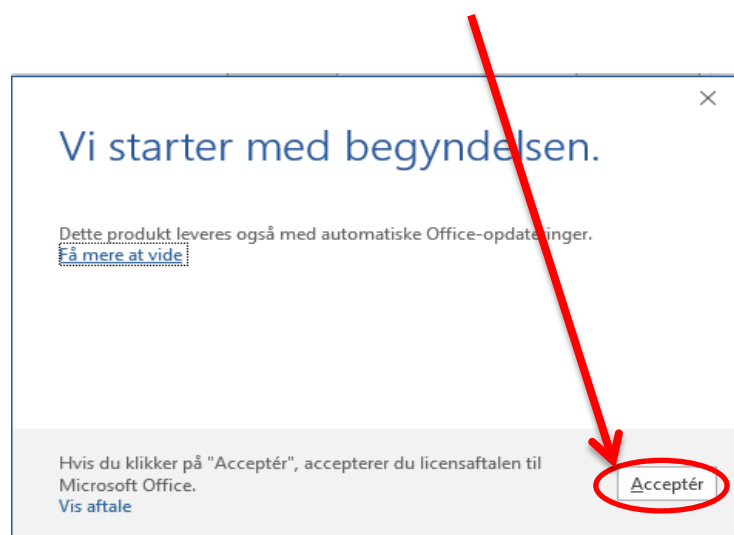 Vi starter med begyndelsen.
Dette produkt leveres også med automatiske Office-opdateringer.
Få mere at vide
Hvis du klikker på "Acceptér", accepterer du licensaftalen til
Microsoft Office.
Vis aftale
Acceptér